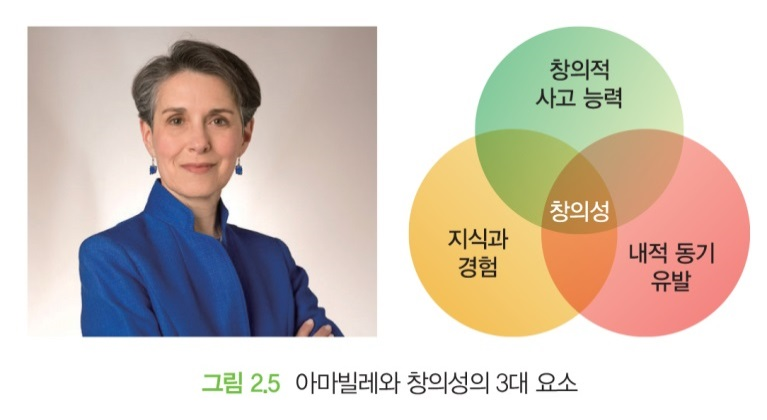 창의적
사고 능력
창의성
지식과
경험
내적 동기
유발
그림 2.5 아마빌레와 창의성의 3대 요소